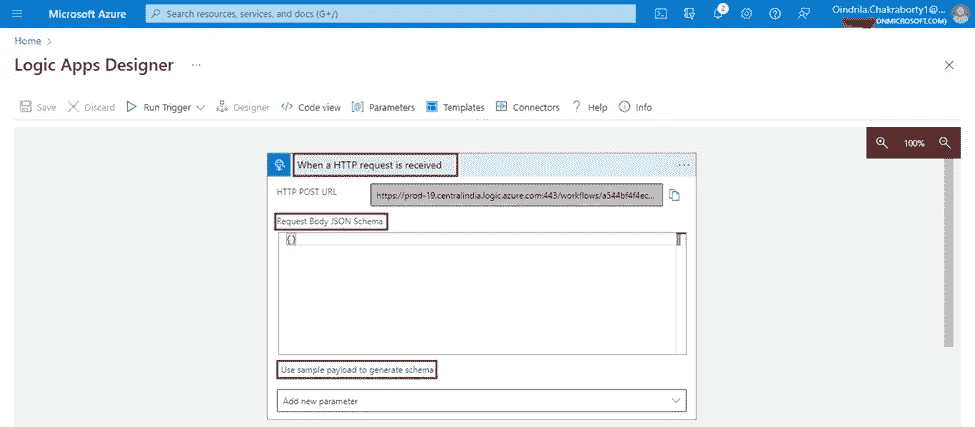 Microsoft Azure
Search resources, services, and docs (G+/)
2
Oindrila.Chakraborty1@...
ONMICROSOFT.COM)
Home >
Logic Apps Designer ...
Save
Discard
Run Trigger
Designer
Code view
Parameters
Templates
Connectors
Help
Info
100%
When a HTTP request is received
...
HTTP POST URL
https://prod-19.centralindia.logic.azure.com:443/workflows/a544bf4f4ec...
Request Body JSON Schema
{}
Use sample payload to generate schema
Add new parameter